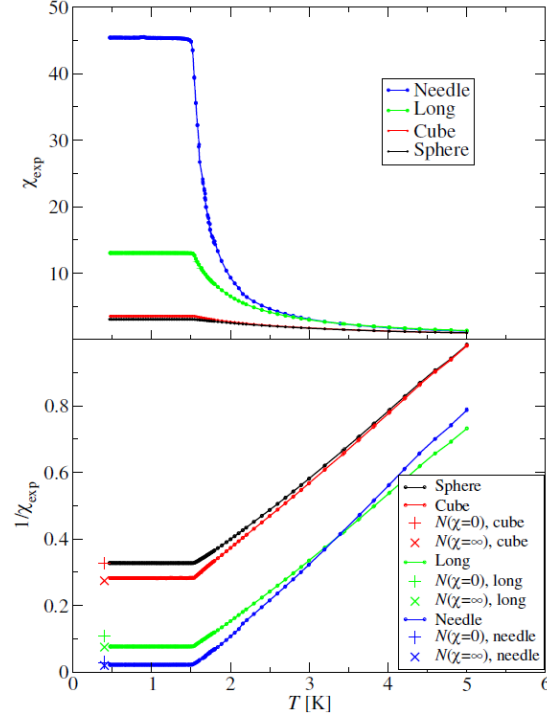 50
40
30
20
10
χexp
Needle
Long
Cube
Sphere
0.8
0.6
0.4
0.2
0
1/χexp
Sphere
Cube
N(χ=0), cube
N(χ=∞), cube
Long
N(χ=0), long
N(χ=∞), long
Needle
N(χ=0), needle
N(χ=∞), needle
0 1 2 3 4 5 6
T [K]